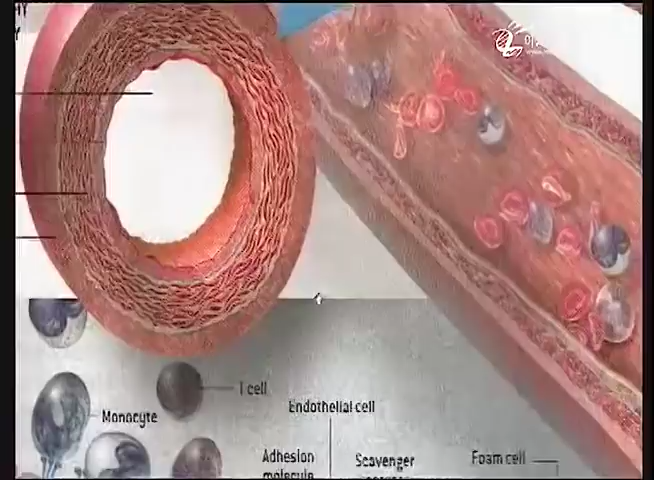 T cell
Monocyte
Endothelial cell
Adhesion
molecule
Scavenger
Foam cell